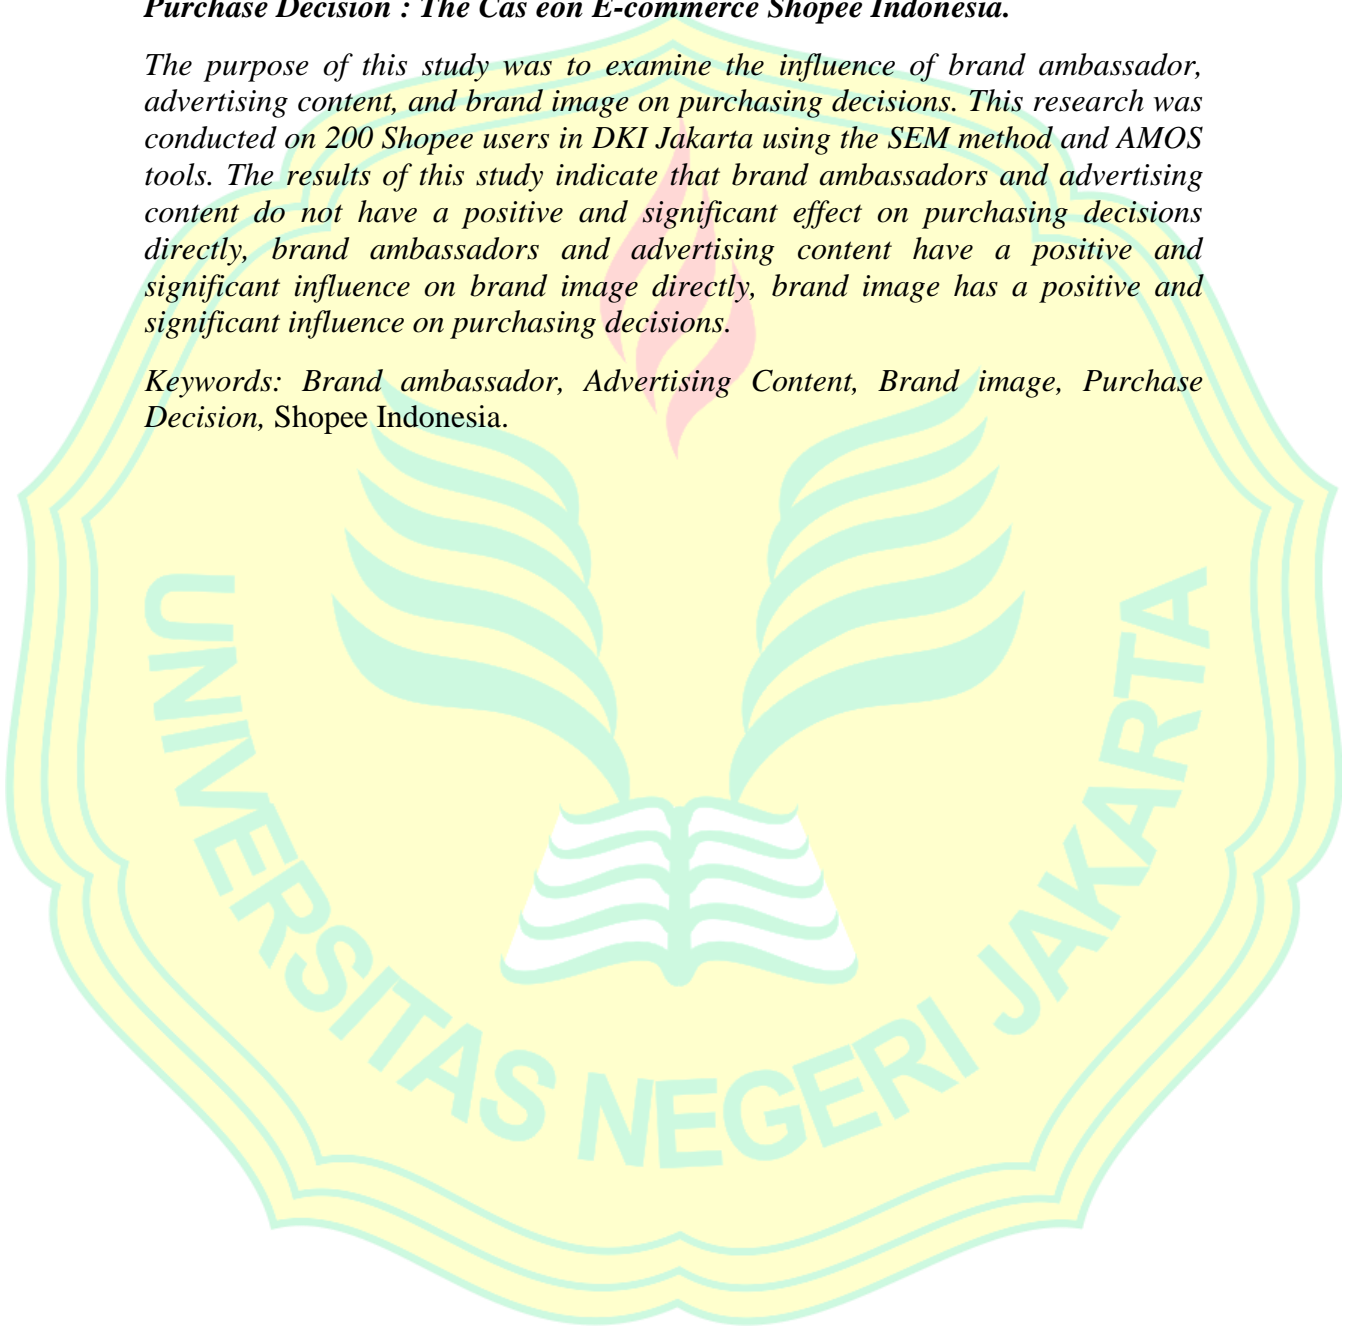 Purchase Decision : The Cas eon E-commerce Shopee Indonesia.
The purpose of this study was to examine the influence of brand ambassador,
advertising content, and brand image on purchasing decisions. This research was
conducted on 200 Shopee users in DKI Jakarta using the SEM method and AMOS
tools. The results of this study indicate that brand ambassadors and advertising
content do not have a positive and significant effect on purchasing decisions
directly, brand ambassadors and advertising content have a positive and
significant influence on brand image directly, brand image has a positive and
significant influence on purchasing decisions.
Keywords: Brand ambassador, Advertising Content, Brand image, Purchase
Decision, Shopee Indonesia.
UNIVERSITAS NEGERI JAKARTA